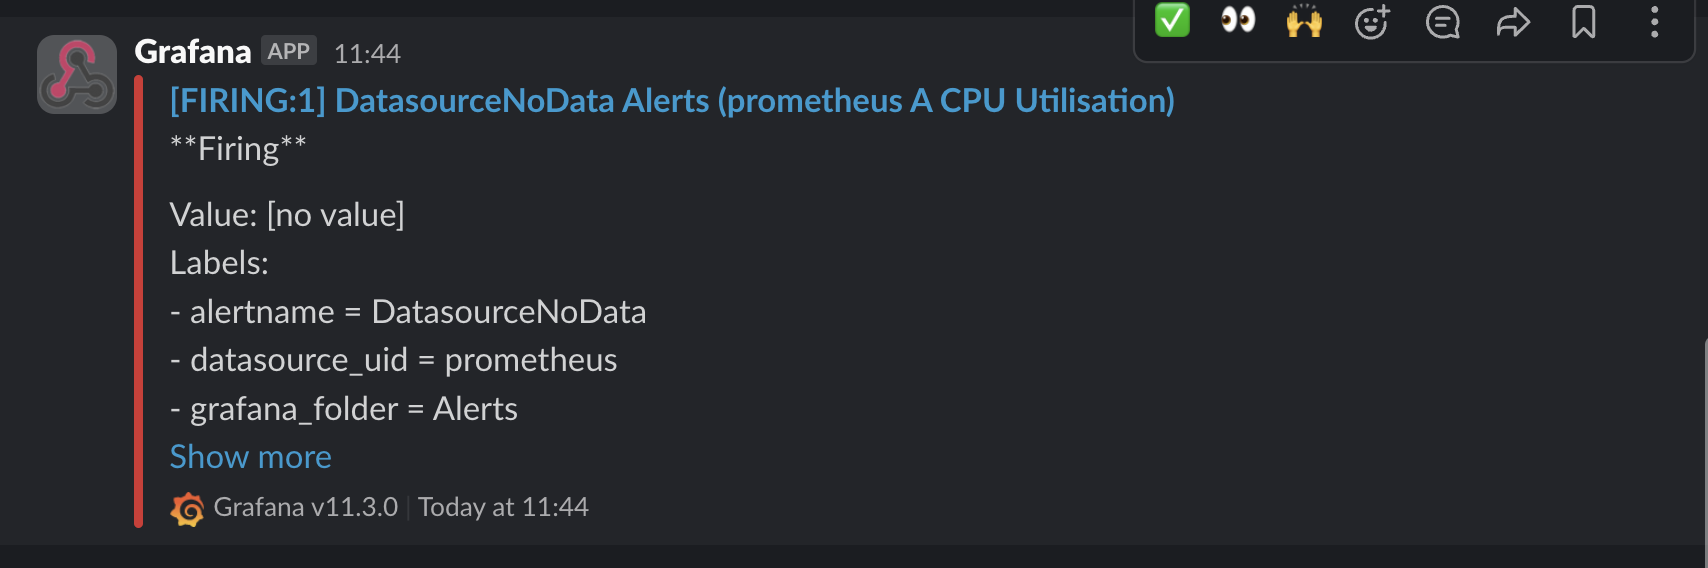 Grafana APP 11:44
[FIRING:1] DatasourceNoData Alerts (prometheus A CPU Utilisation)
**Firing**
Value: [no value]
Labels:
- alertname = DatasourceNoData
- datasource_uid = prometheus
- grafana_folder = Alerts
Show more
Grafana v11.3.0 | Today at 11:44